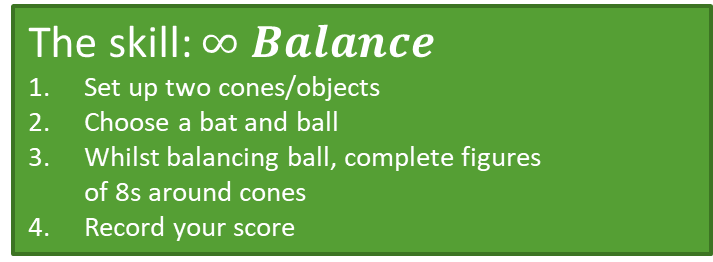 The skill: ∞ Balance
1. Set up two cones/objects
2. Choose a bat and ball
3. Whilst balancing ball, complete figures
of 8s around cones
4. Record your score